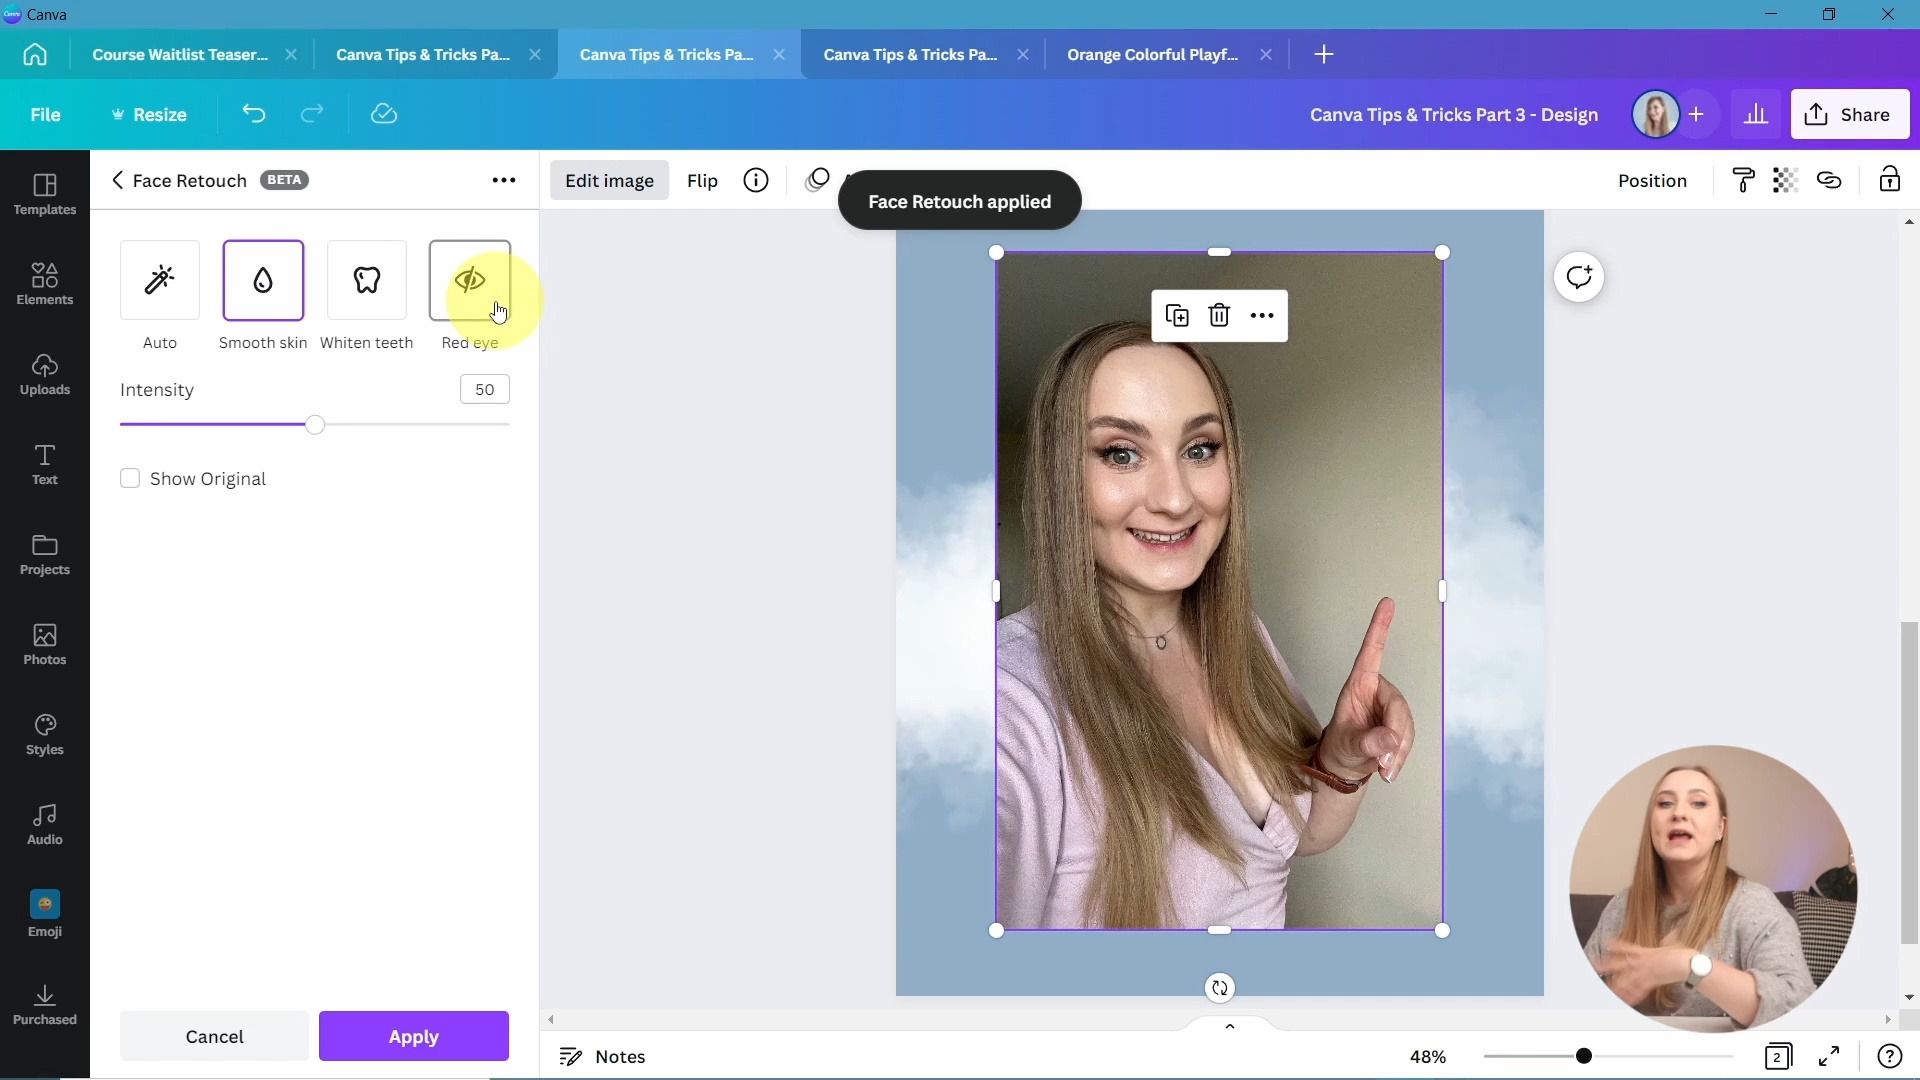 Canva
Canva
Course Waitlist Teaser...
Canva Tips & Tricks Pa...
Canva Tips & Tricks Pa...
Canva Tips & Tricks Pa...
Orange Colorful Playf...
File
Resize
Canva Tips & Tricks Part 3 - Design
Share
Templates
Elements
Uploads
Text
Projects
Photos
Styles
Audio
Emoji
Purchased
Face Retouch BETA
Auto
Smooth skin
Whiten teeth
Red eye
Intensity
50
Show Original
Cancel
Apply
Edit image
Flip
Face Retouch applied
Position
Notes
48%
2